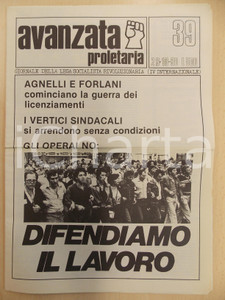 avanzata
proletaria
39
GIORNALE DELLA LEGA SOCIALISTA RIVOLUZIONARIA (IV INTERNAZIONALE)
AGNELLI E FORLANI
cominciano la guerra dei
licenziamenti
I VERTICI SINDACALI
si arrendono senza condizioni
GLI OPERAI, NO:
DIFENDIAMO
IL LAVORO